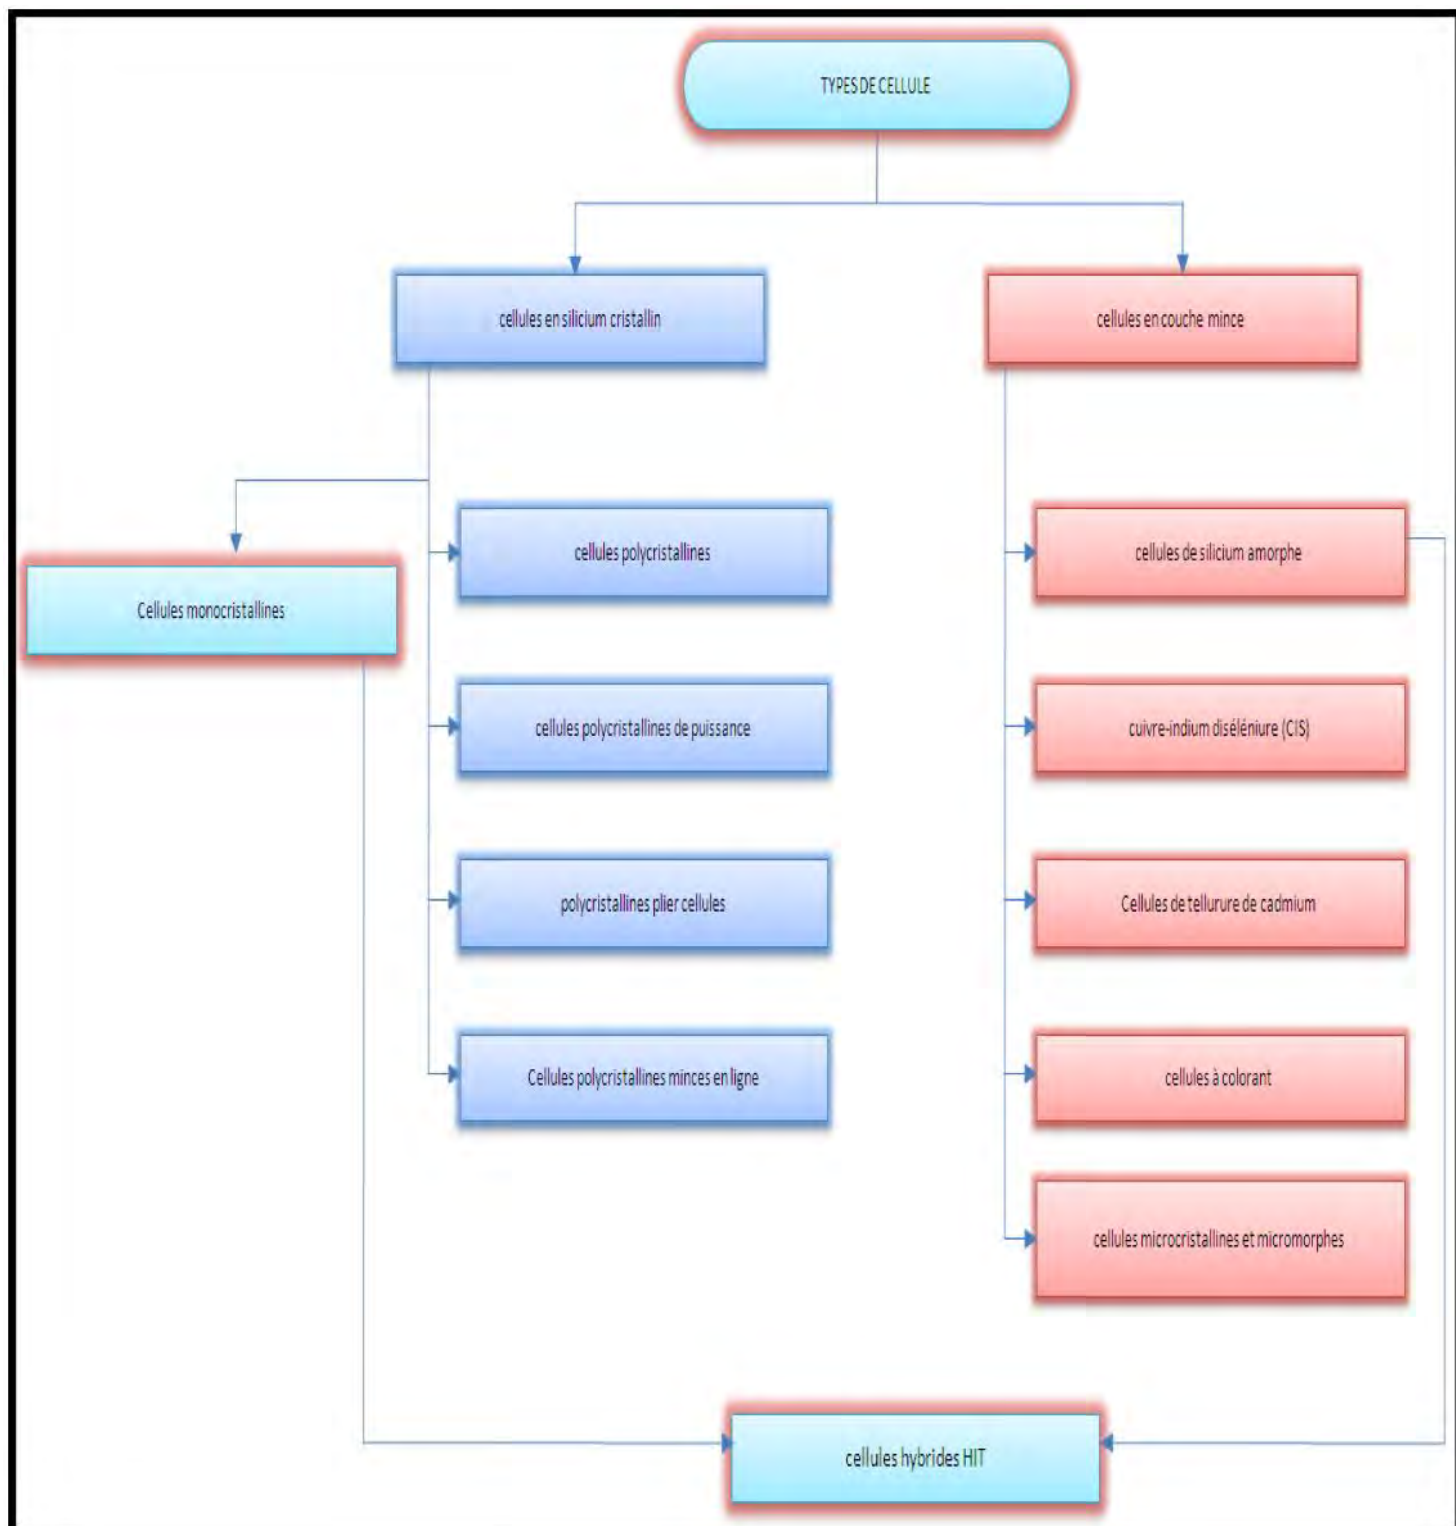 TYPES DE CELLULE
cellules en silicium cristallin
cellules en couche mince
Cellules monocristallines
cellules polycristallines
cellules polycristallines de puissance
polycristallines plier cellules
Cellules polycristallines minces en ligne
cellules de silicium amorphe
cuivre-indium diséléniure (CIS)
Cellules de tellurure de cadmium
cellules à colorant
cellules microcristallines et micromorphes
cellules hybrides HIT